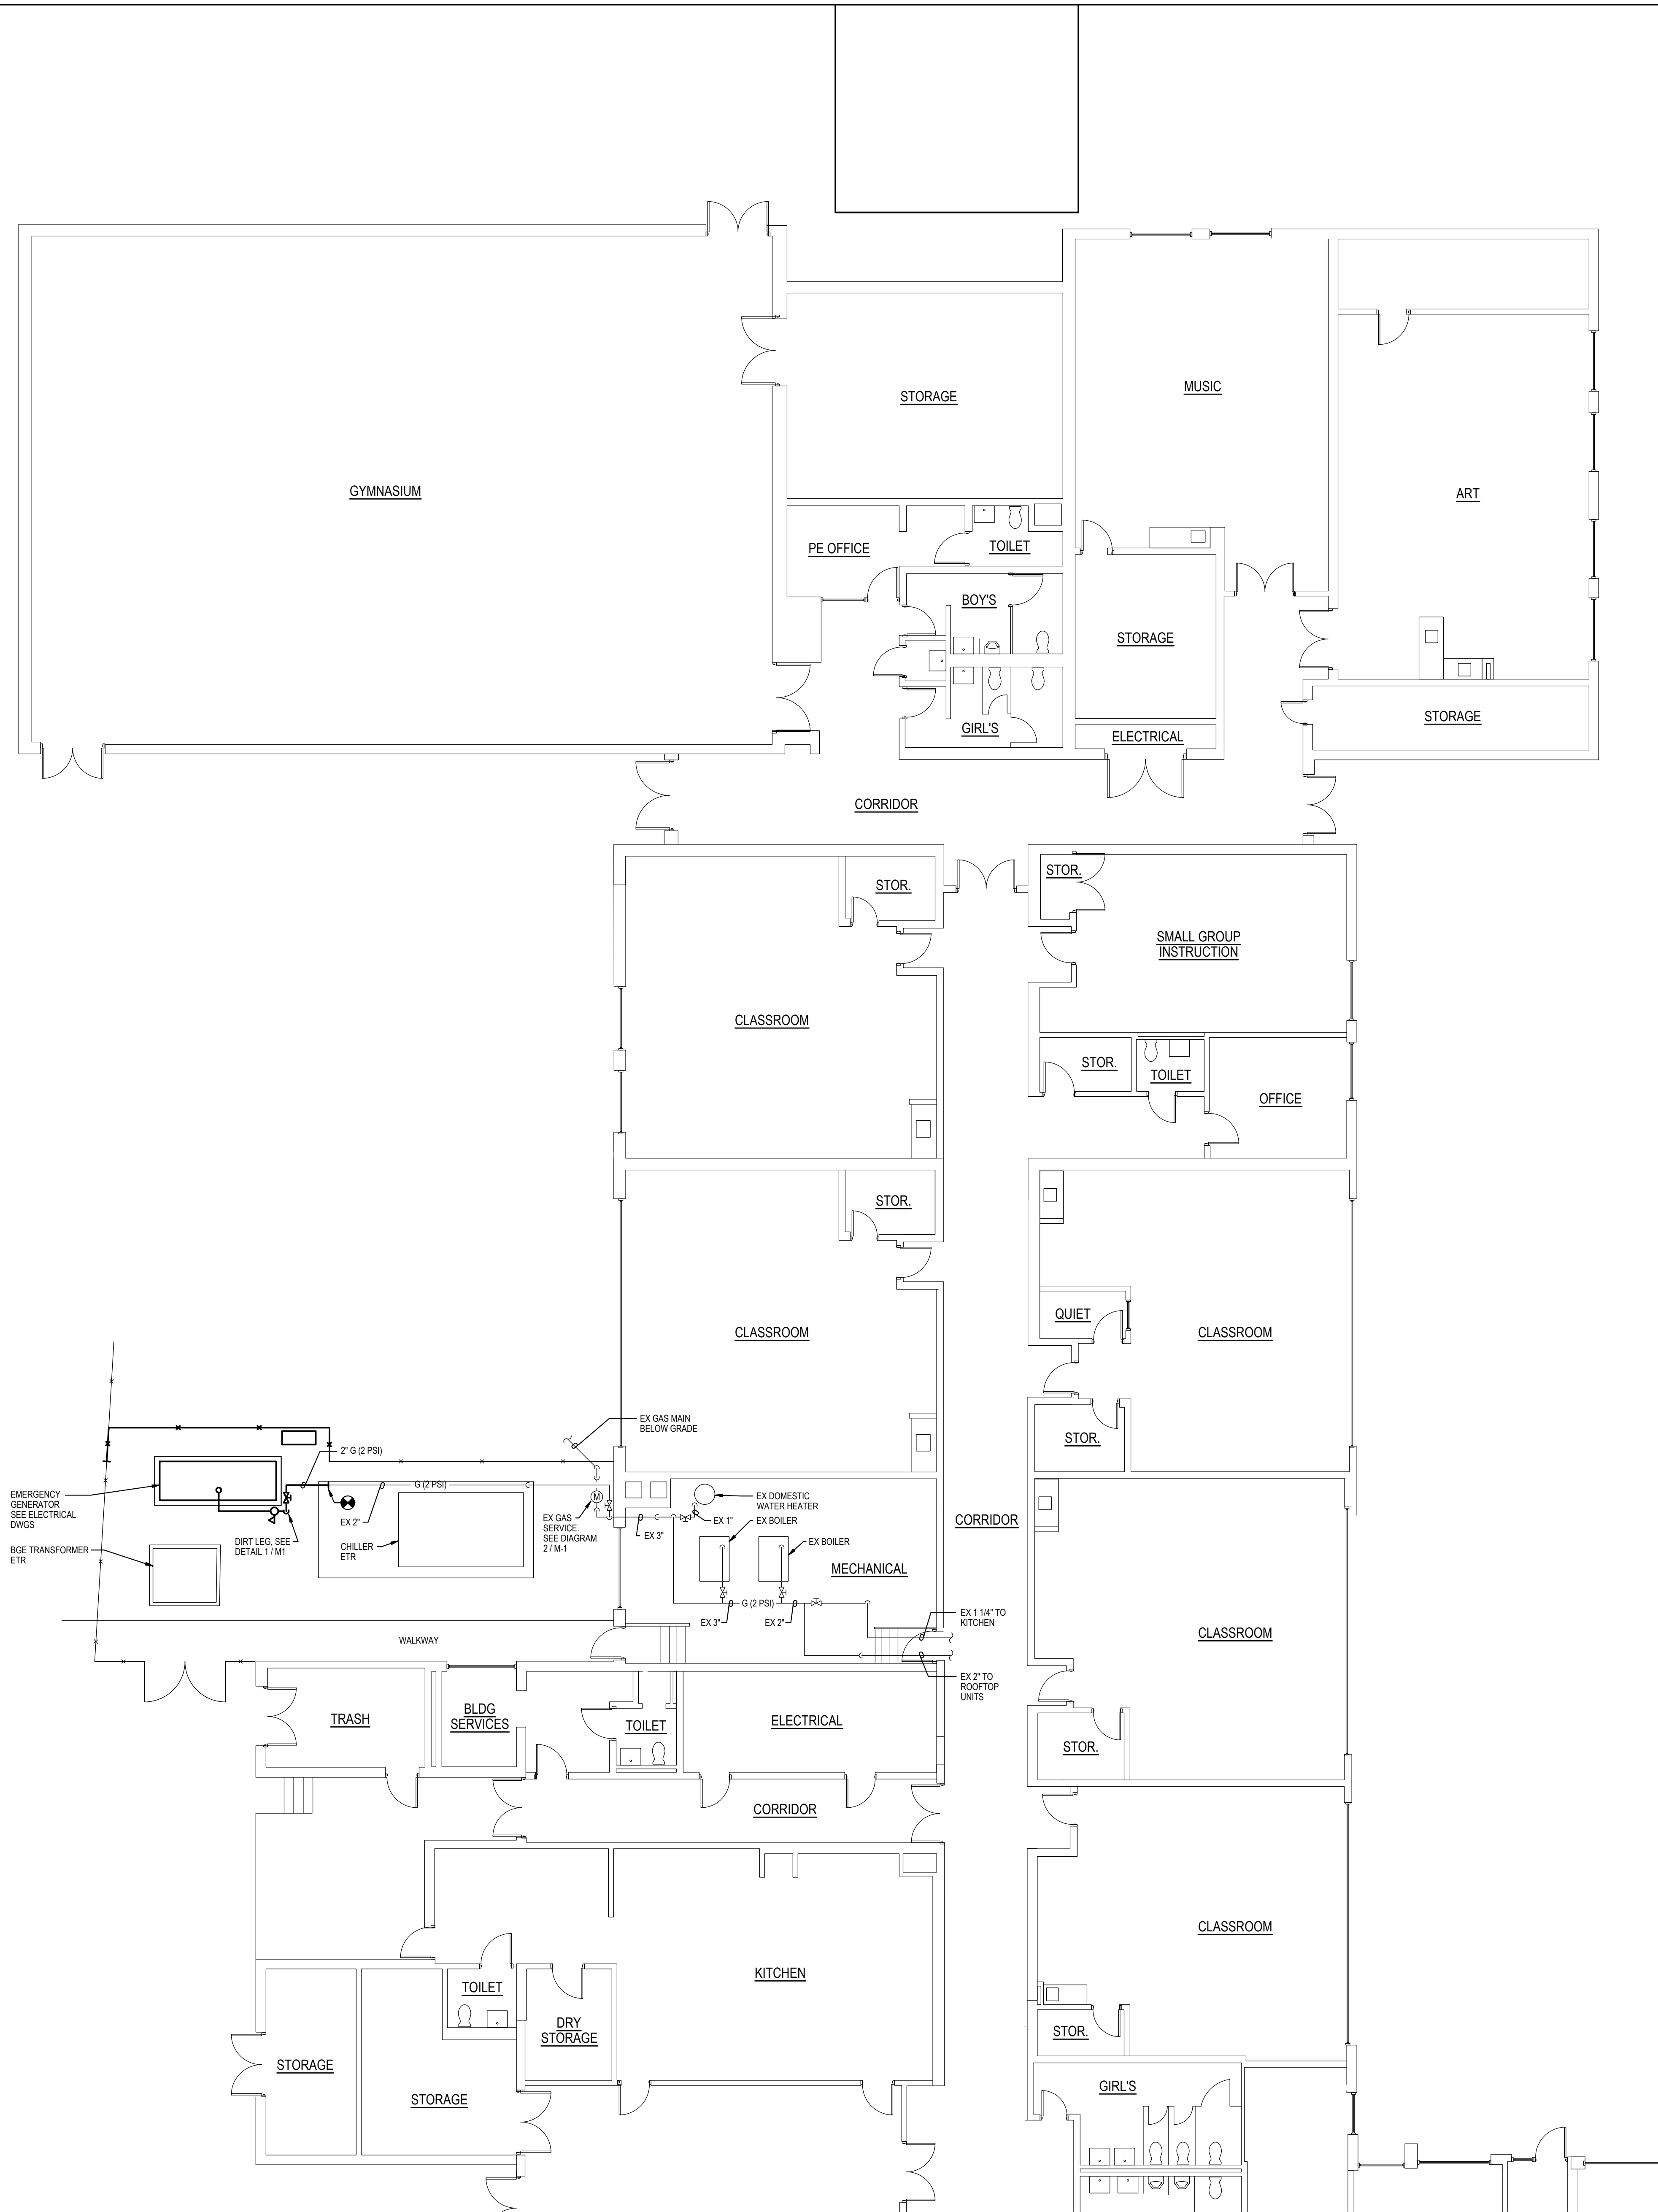 GYMNASIUM
STORAGE
MUSIC
ART
PE OFFICE
TOILET
BOY'S
STORAGE
GIRL'S
ELECTRICAL
STORAGE
CORRIDOR
STOR.
STOR.
SMALL GROUP
INSTRUCTION
CLASSROOM
STOR.
TOILET
OFFICE
STOR.
QUIET
CLASSROOM
CLASSROOM
STOR.
EX GAS MAIN
BELOW GRADE
2" G (2 PSI)
G (2 PSI)
EMERGENCY
GENERATOR
SEE ELECTRICAL
DWGS
EX 2"
DIRT LEG, SEE
DETAIL 1 / M1
BGE TRANSFORMER
ETR
CHILLER
ETR
M
EX GAS
SERVICE.
SEE DIAGRAM
2 / M-1
EX 3"
EX 1"
EX DOMESTIC
WATER HEATER
EX BOILER
EX BOILER
MECHANICAL
CORRIDOR
G (2 PSI)
EX 3"
EX 2"
EX 1 1/4" TO
KITCHEN
EX 2" TO
ROOFTOP
UNITS
WALKWAY
CLASSROOM
TRASH
BLDG
SERVICES
TOILET
ELECTRICAL
STOR.
CORRIDOR
CLASSROOM
KITCHEN
TOILET
DRY
STORAGE
STOR.
STORAGE
STORAGE
GIRL'S